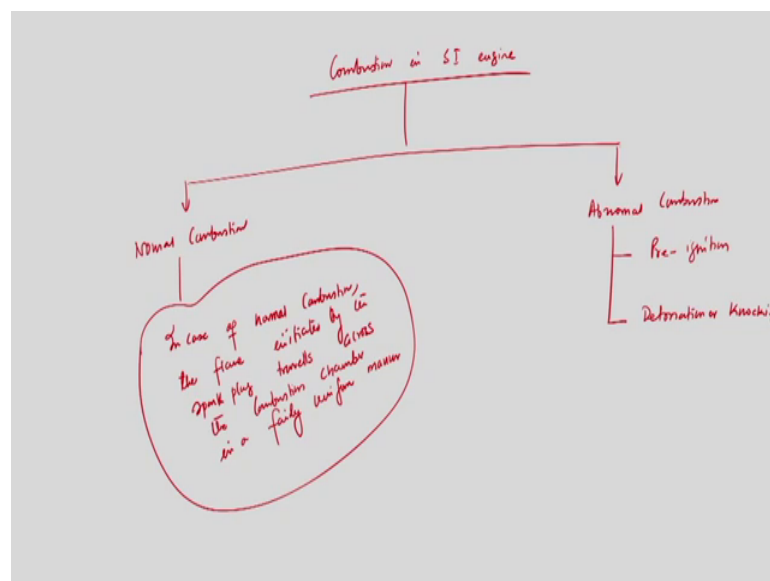 Combustion in SI engine
Normal Combustion
Abnormal Combustion
Pre-ignition
Detonation or Knocki
In case of normal Combustion,
the flame initiated by the
spark plug travells across
the Combustion chamber
in a fairly uniform manner